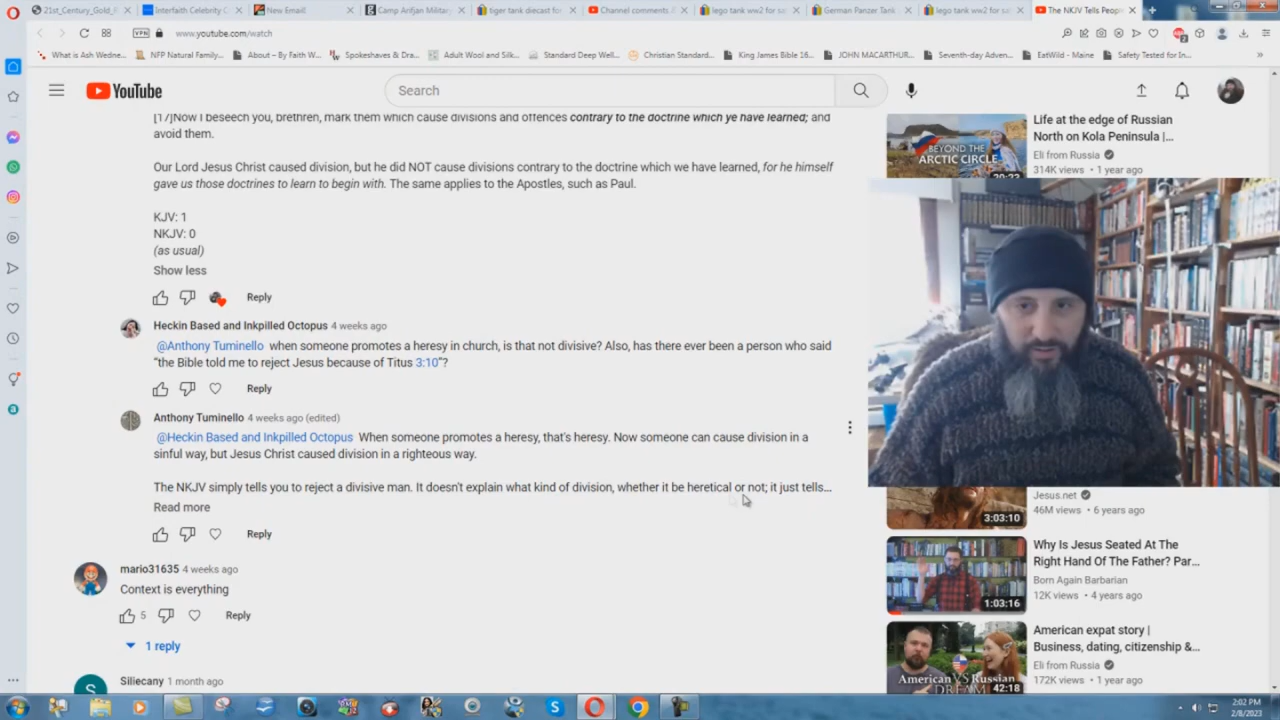 21st_Century_Gold_R
Interfaith Celebrity C
New Email!
Camp Arifjan Militar
tiger tank diecast for
Channel comments &
lego tank ww2 for sa
German Panzer Tank
lego tank ww2 for sa
The NKJV Tells Peopl
VPN
www.youtube.com/watch
2
What is Ash Wedne...
NFP Natural Family...
About – By Faith W...
Spokeshaves & Dra...
Adult Wool and Silk...
Standard Deep Well...
Christian Standard...
King James Bible 16...
JOHN MACARTHUR...
Seventh-day Adven...
EatWild - Maine
Safety Tested for In...
YouTube
Search
[17]Now I beseech you, brethren, mark them which cause divisions and offences contrary to the doctrine which ye have learned; and
avoid them.
Our Lord Jesus Christ caused division, but he did NOT cause divisions contrary to the doctrine which we have learned, for he himself
gave us those doctrines to learn to begin with. The same applies to the Apostles, such as Paul.
KJV: 1
NKJV: 0
(as usual)
Show less
Reply
Heckin Based and Inkpilled Octopus 4 weeks ago
@Anthony Tuminello when someone promotes a heresy in church, is that not divisive? Also, has there ever been a person who said
“the Bible told me to reject Jesus because of Titus 3:10”?
Reply
Anthony Tuminello 4 weeks ago (edited)
@Heckin Based and Inkpilled Octopus When someone promotes a heresy, that's heresy. Now someone can cause division in a
sinful way, but Jesus Christ caused division in a righteous way.
The NKJV simply tells you to reject a divisive man. It doesn't explain what kind of division, whether it be heretical or not; it just tells...
Read more
Reply
mario31635 4 weeks ago
Context is everything
5
Reply
1 reply
S
Siliecany 1 month ago
BEYOND THE
ARCTIC CIRCLE
Life at the edge of Russian
North on Kola Peninsula |...
Eli from Russia
314K views • 1 year ago
Jesus.net
46M views • 6 years ago
3:03:10
Why Is Jesus Seated At The
Right Hand Of The Father? Par...
Born Again Barbarian
12K views • 4 years ago
1:03:16
American expat story |
Business, dating, citizenship &...
Eli from Russia
172K views • 1 year ago
American VS Russian
DREAM
42:18
2:02 PM
2/8/2023